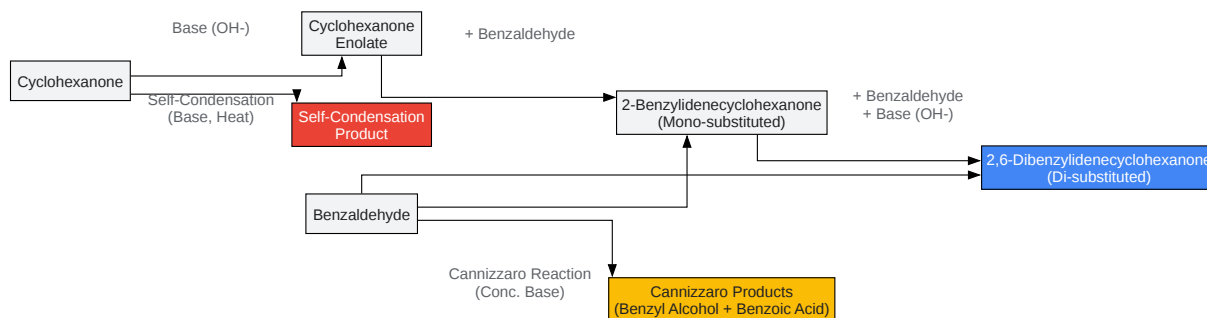 Base (OH-)
Cyclohexanone
Enolate
+ Benzaldehyde
Cyclohexanone
Self-Condensation
(Base, Heat)
Self-Condensation
Product
2-Benzylidenecyclohexanone
(Mono-substituted)
+ Benzaldehyde
+ Base (OH-)
2,6-Dibenzylidenecyclohexanone
(Di-substituted)
Benzaldehyde
Cannizzaro Reaction
(Conc. Base)
Cannizzaro Products
(Benzyl Alcohol + Benzoic Acid)